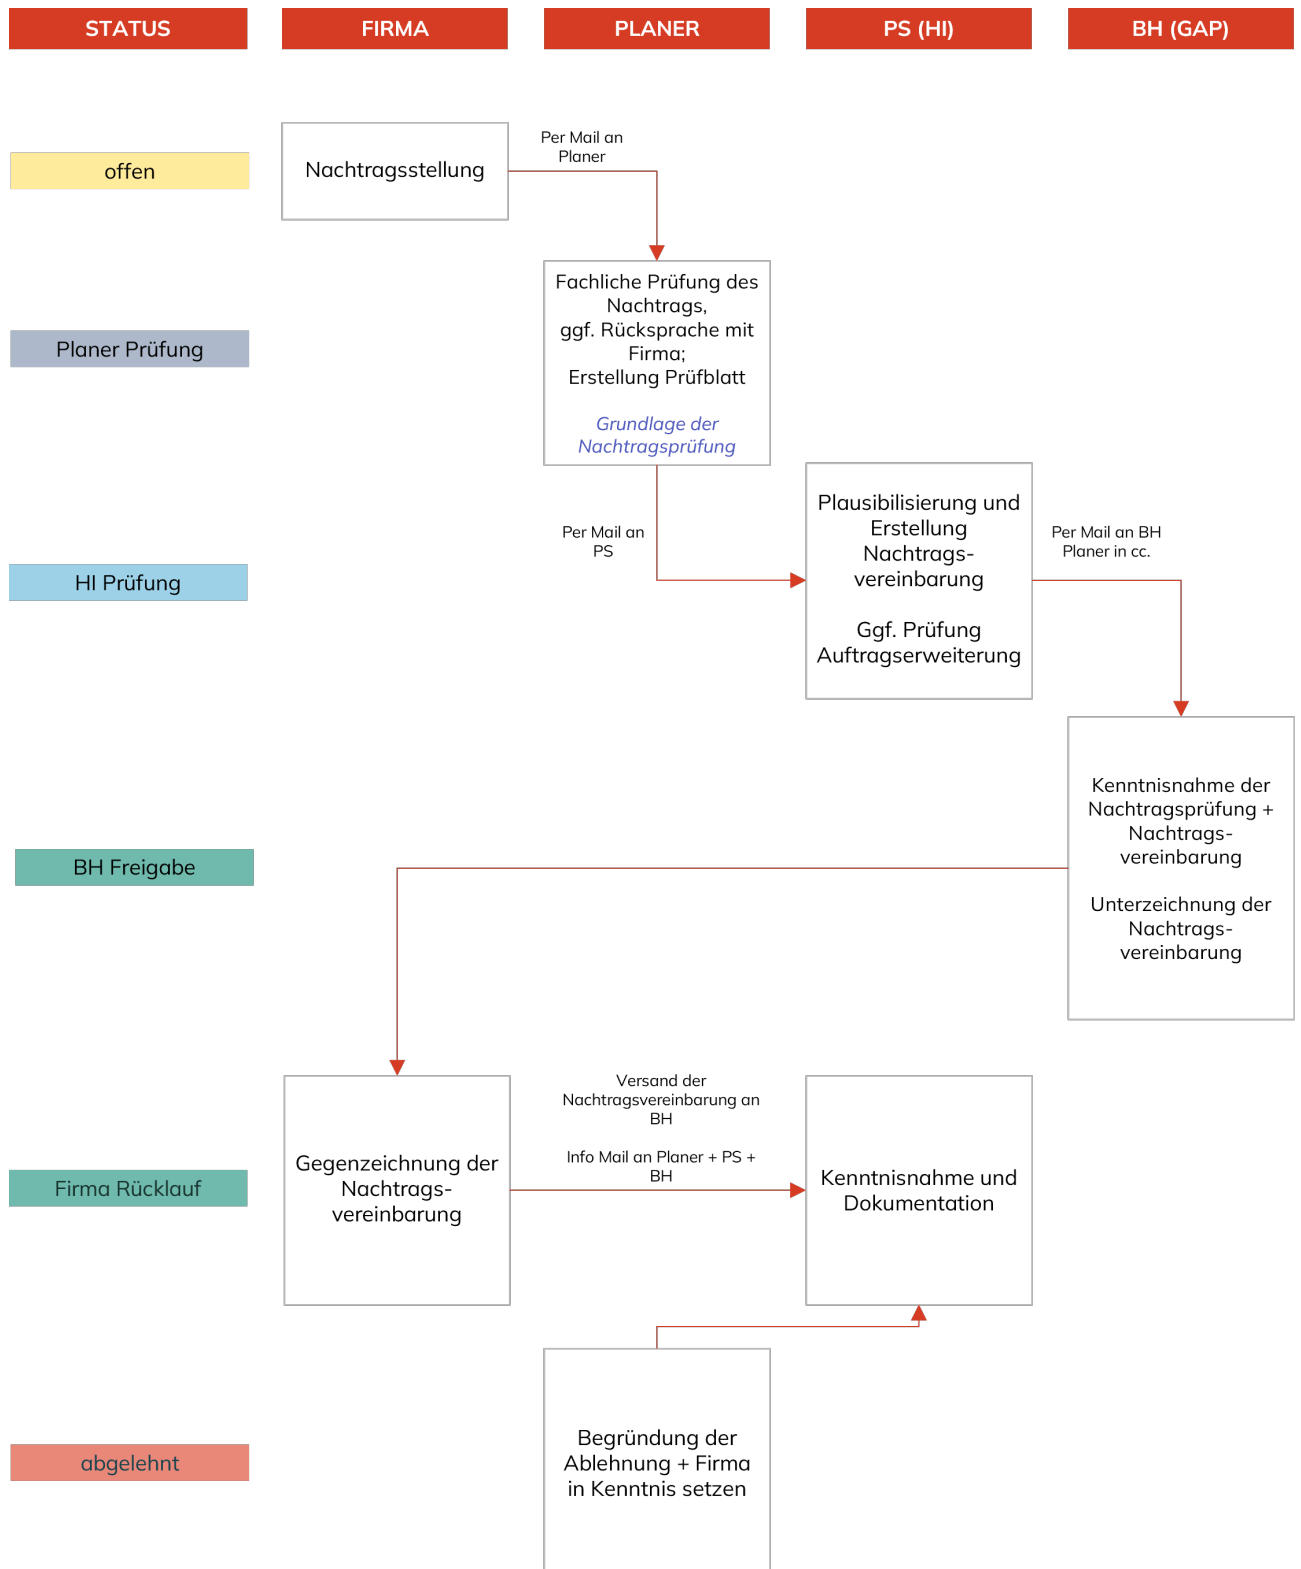 STATUS
FIRMA
PLANER
PS (HI)
BH (GAP)
offen
Nachtragsstellung
Per Mail an
Planer
Planer Prüfung
Fachliche Prüfung des
Nachtrags,
ggf. Rücksprache mit
Firma;
Erstellung Prüfblatt
Grundlage der
Nachtragsprüfung
HI Prüfung
Per Mail an
PS
Plausibilisierung und
Erstellung
Nachtrags-
vereinbarung
Ggf. Prüfung
Auftragserweiterung
Per Mail an BH
Planer in cc.
BH Freigabe
Kenntnisnahme der
Nachtragsprüfung +
Nachtrags-
vereinbarung
Unterzeichnung der
Nachtrags-
vereinbarung
Firma Rücklauf
Gegenzeichnung der
Nachtrags-
vereinbarung
Versand der
Nachtragsvereinbarung an
BH
Info Mail an Planer + PS +
BH
Kenntnisnahme und
Dokumentation
abgelehnt
Begründung der
Ablehnung + Firma
in Kenntnis setzen